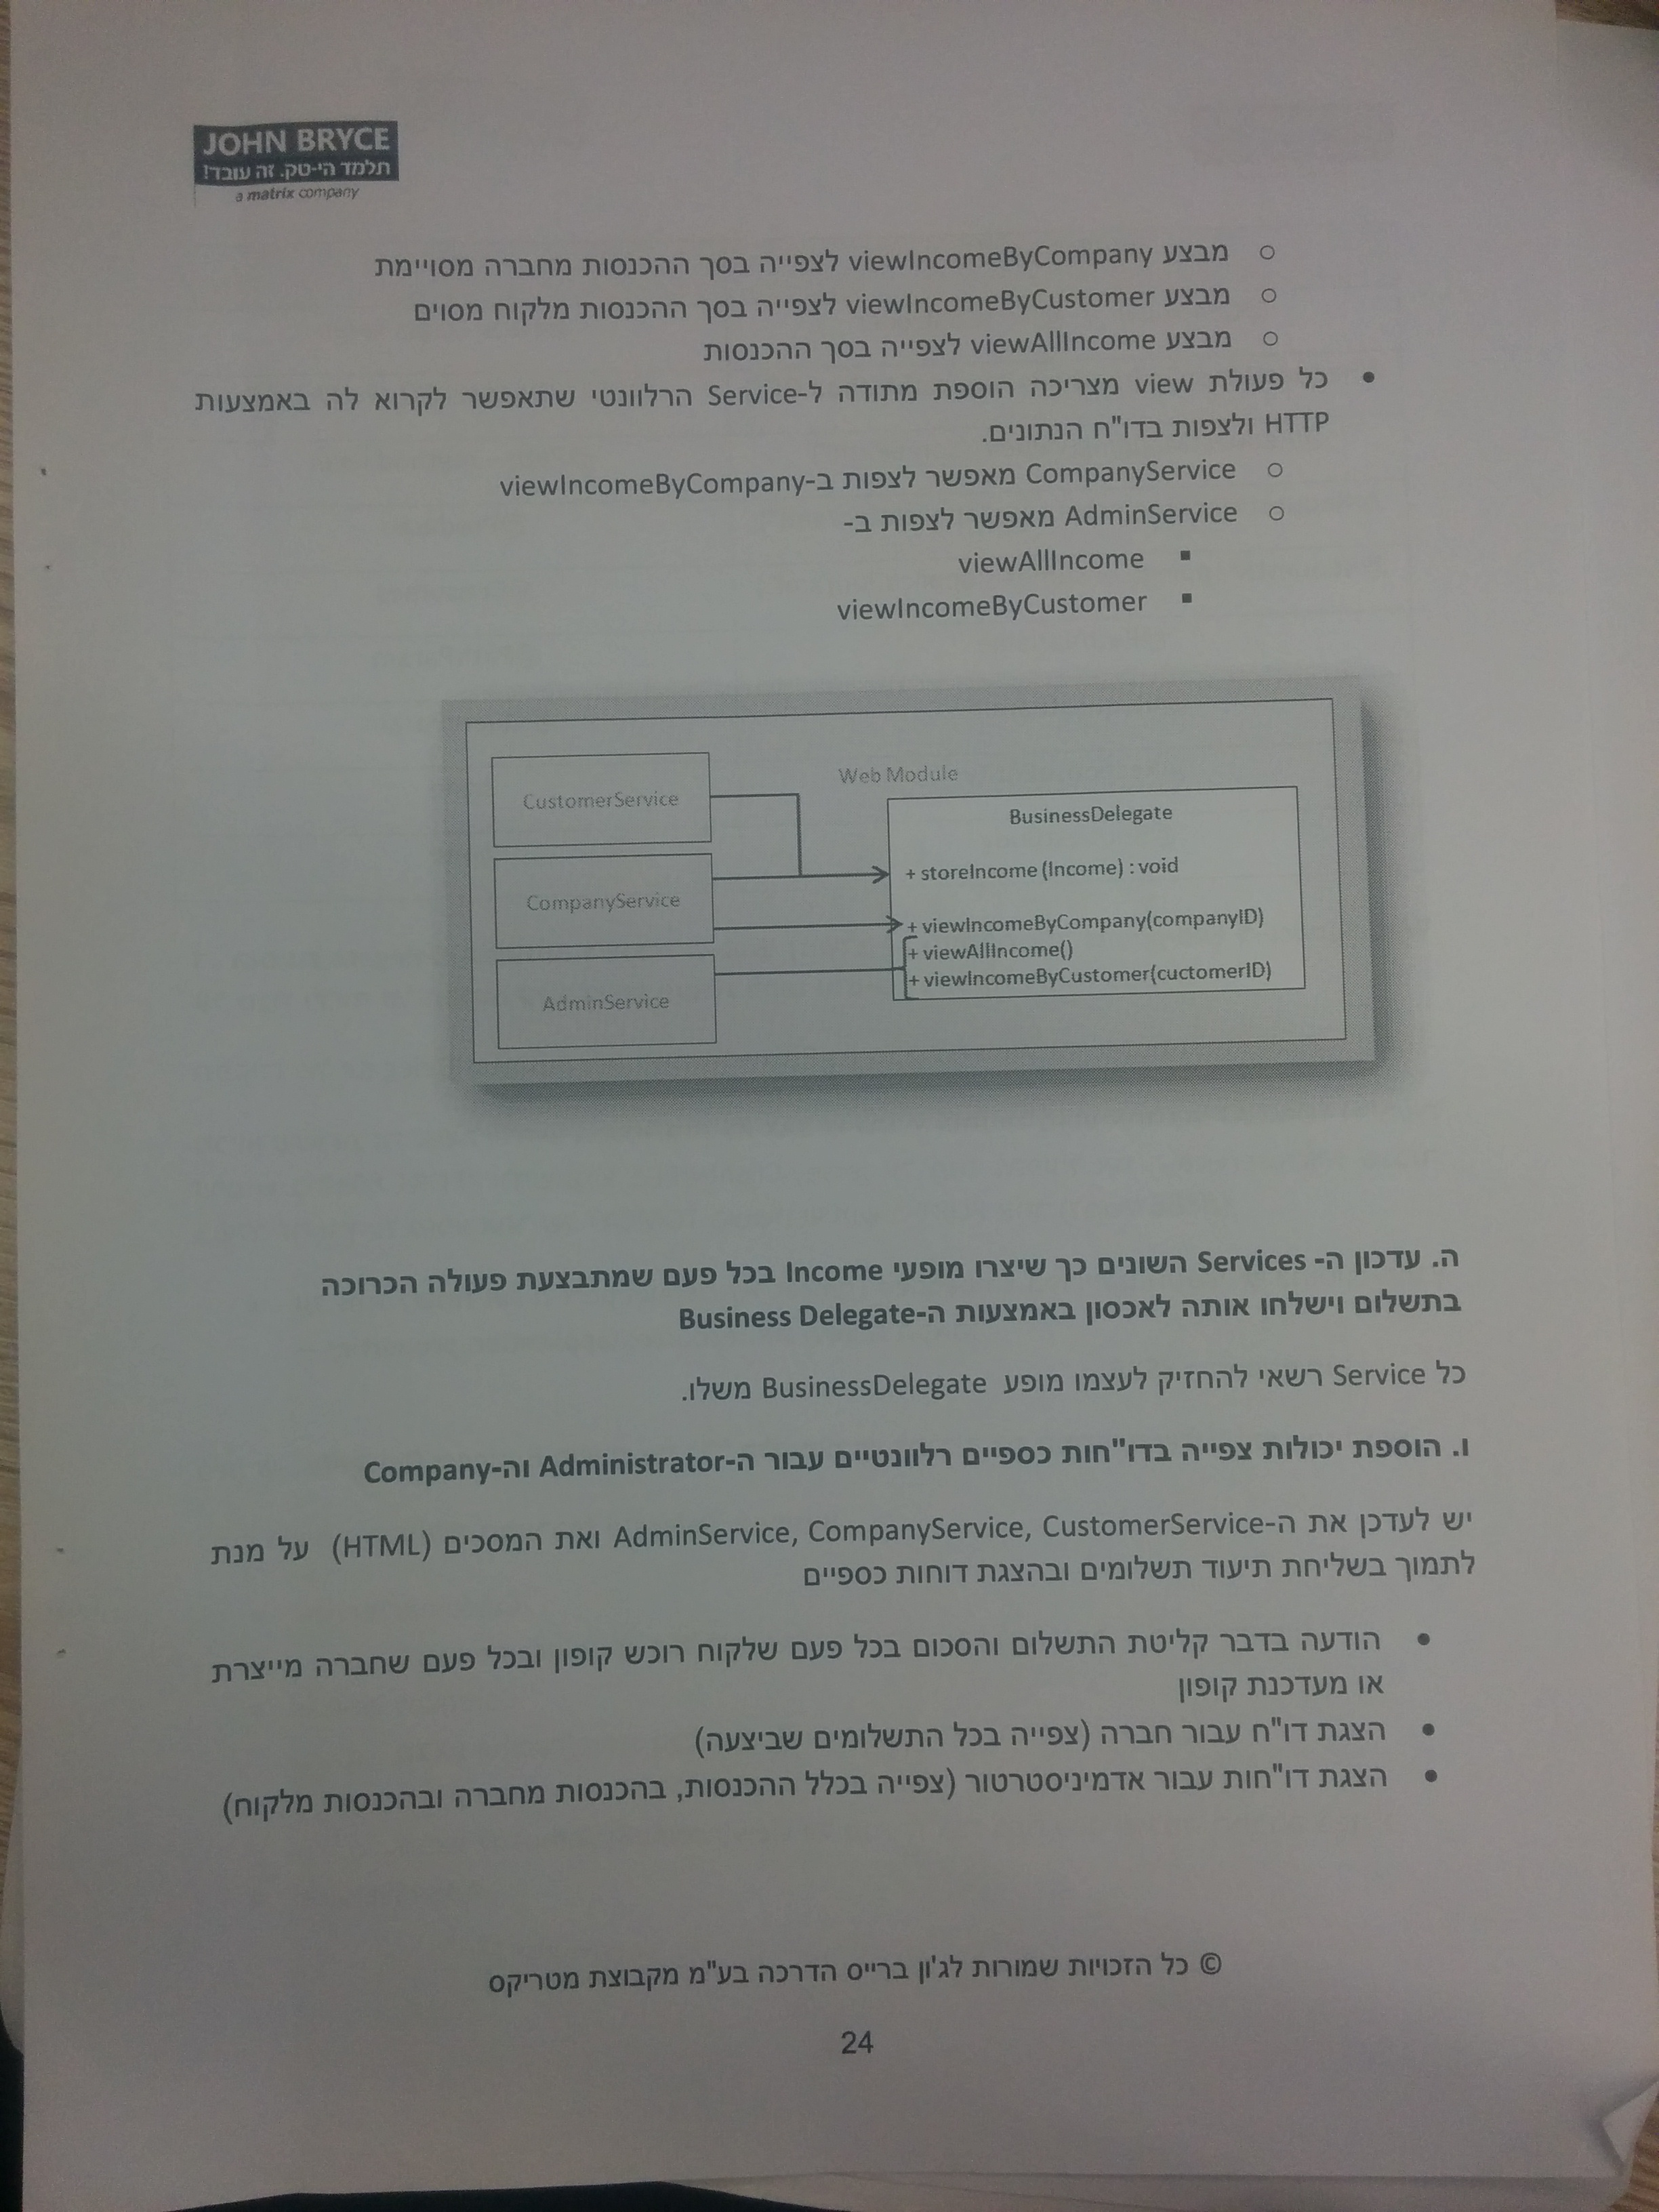 JOHN BRYCE
תלמד הי-טק. זה עובד!
a matrix company
o מבצע viewIncomeByCompany לצפייה בסך ההכנסות מחברה מסויימת
o מבצע viewIncomeByCustomer לצפייה בסך ההכנסות מלקוח מסוים
o מבצע viewAllIncome לצפייה בסך ההכנסות
• כל פעולת view מצריכה הוספת מתודה ל-Service הרלוונטי שתאפשר לקרוא לה באמצעות
HTTP ולצפות בדו"ח הנתונים.
o CompanyService מאפשר לצפות ב-viewIncomeByCompany
o AdminService מאפשר לצפות ב-
▪ viewAllIncome
▪ viewIncomeByCustomer
Web Module
CustomerService
CompanyService
AdminService
BusinessDelegate
+ storeIncome (Income) : void
+ viewIncomeByCompany(companyID)
+ viewAllIncome()
+ viewIncomeByCustomer(cuctomerID)
ה. עדכון ה- Services השונים כך שיצרו מופעי Income בכל פעם שמתבצעת פעולה הכרוכה
בתשלום וישלחו אותה לאכסון באמצעות ה-Business Delegate
כל Service רשאי להחזיק לעצמו מופע BusinessDelegate משלו.
ו. הוספת יכולות צפייה בדו"חות כספיים רלוונטיים עבור ה-Administrator וה-Company
יש לעדכן את ה-AdminService, CompanyService, CustomerService ואת המסכים (HTML) על מנת
לתמוך בשליחת תיעוד תשלומים ובהצגת דוחות כספיים
• הודעה בדבר קליטת התשלום והסכום בכל פעם שלקוח רוכש קופון ובכל פעם שחברה מייצרת
או מעדכנת קופון
• הצגת דו"ח עבור חברה (צפייה בכל התשלומים שביצעה)
• הצגת דו"חות עבור אדמיניסטרטור (צפייה בכלל ההכנסות, בהכנסות מחברה ובהכנסות מלקוח)
© כל הזכויות שמורות לג'ון ברייס הדרכה בע"מ מקבוצת מטריקס
24